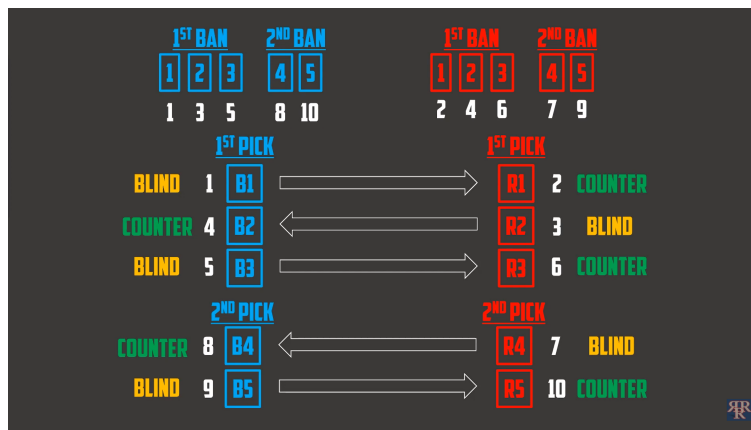 1ST BAN 2ND BAN 1ST BAN 2ND BAN
1 2 3 4 5 1 2 3 4 5
1 3 5 8 10 2 4 6 7 9
1ST PICK 1ST PICK
BLIND 1 B1 R1 2 COUNTER
COUNTER 4 B2 R2 3 BLIND
BLIND 5 B3 R3 6 COUNTER
2ND PICK 2ND PICK
COUNTER 8 B4 R4 7 BLIND
BLIND 9 B5 R5 10 COUNTER